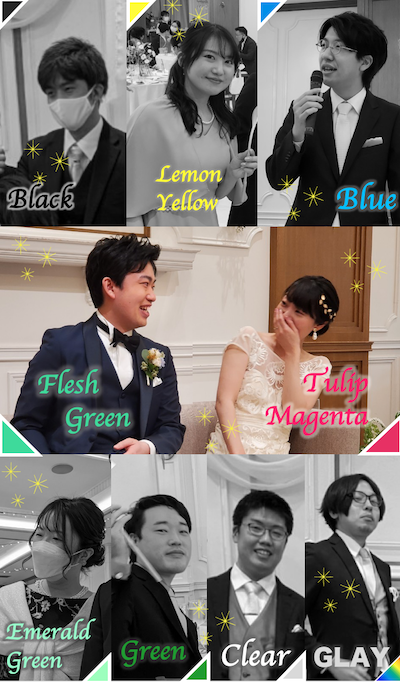 Black
Lemon
Yellow
Blue
Flesh
Green
Tulip
Magenta
Emerald
Green
Green
Clear
GLAY